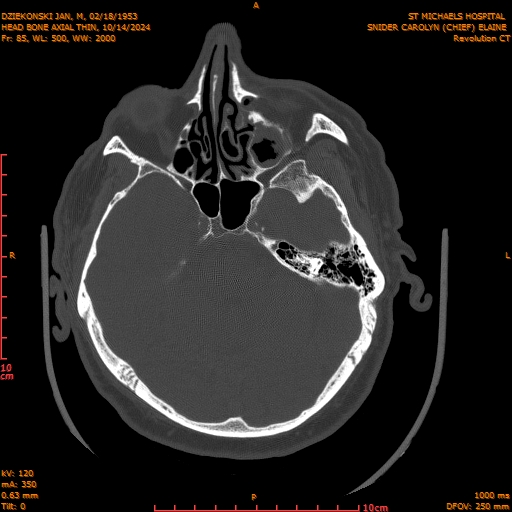 A
DZIEKONSKI JAN, M, 02/18/1953
HEAD BONE AXIAL THIN, 10/14/2024
Fr: 85, WL: 500, WW: 2000
ST MICHAELS HOSPITAL
SNIDER CAROLYN (CHIEF) ELAINE
Revolution CT
R
L
10
cm
kV: 120
mA: 350
0.63 mm
Tilt: 0
P
10cm
1000 ms
DFOV: 250 mm